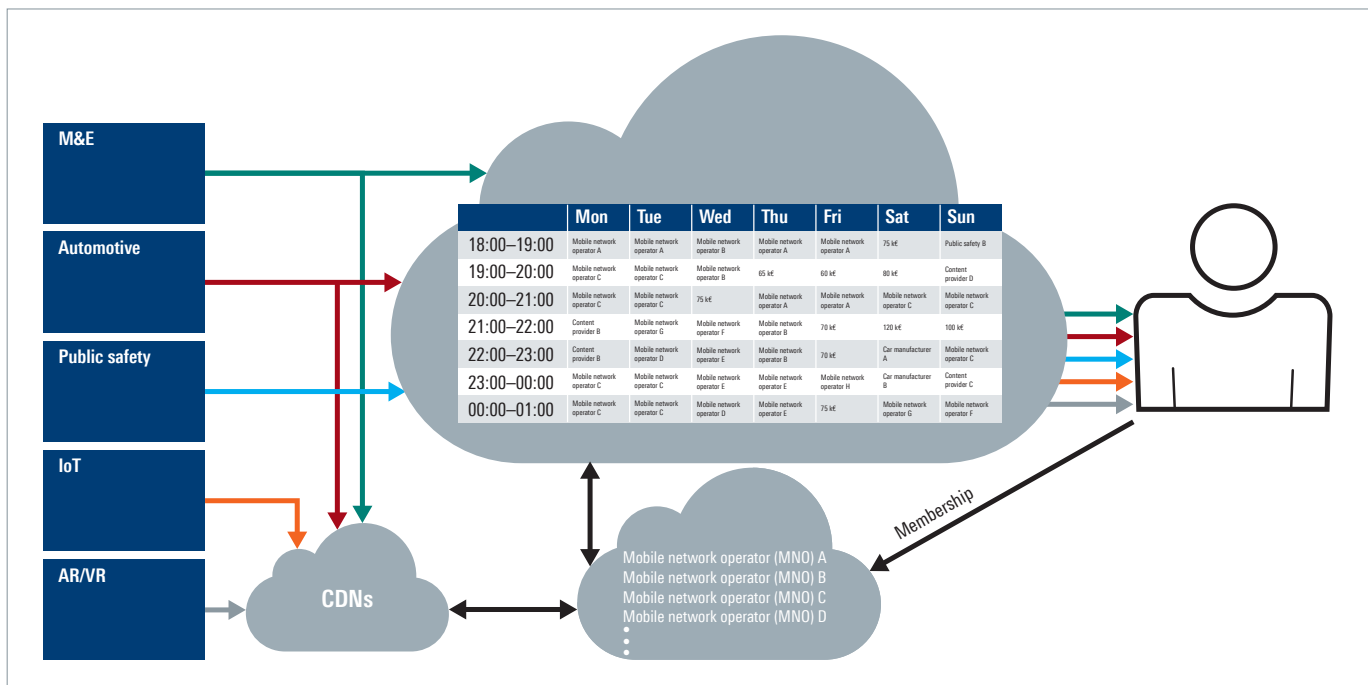 M&E
Automotive
Public safety
IoT
AR/VR
Mon Tue Wed Thu Fri Sat Sun
18:00–19:00 Mobile network operator A Mobile network operator A Mobile network operator B Mobile network operator A Mobile network operator A 75 k€ Public safety B
19:00–20:00 Mobile network operator C Mobile network operator C Mobile network operator B 65 k€ 60 k€ 80 k€ Content provider D
20:00–21:00 Mobile network operator C Mobile network operator C 75 k€ Mobile network operator A Mobile network operator A Mobile network operator C Mobile network operator C
21:00–22:00 Content provider B Mobile network operator G Mobile network operator F Mobile network operator B 70 k€ 120 k€ 100 k€
22:00–23:00 Content provider B Mobile network operator D Mobile network operator E Mobile network operator B 70 k€ Car manufacturer A Mobile network operator C
23:00–00:00 Mobile network operator C Mobile network operator C Mobile network operator E Mobile network operator E Mobile network operator H Car manufacturer B Content provider C
00:00–01:00 Mobile network operator C Mobile network operator C Mobile network operator D Mobile network operator E 75 k€ Mobile network operator G Mobile network operator F
CDNs
Mobile network operator (MNO) A
Mobile network operator (MNO) B
Mobile network operator (MNO) C
Mobile network operator (MNO) D
Membership